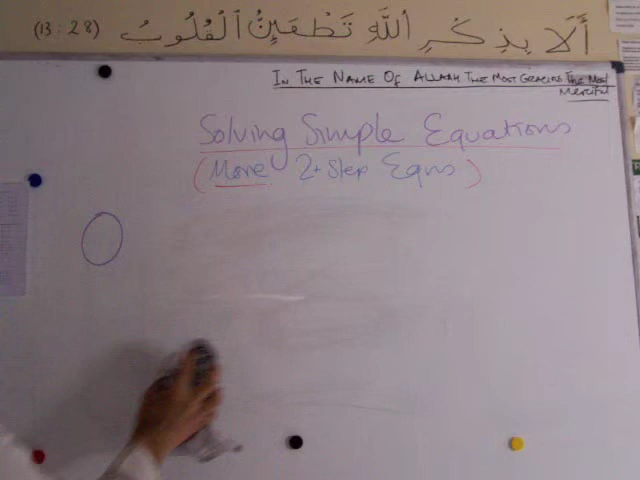 أَلَا بِذِكْرِ اللَّهِ تَطْمَئِنُّ الْقُلُوبُ (13:28)
IN THE NAME OF ALLAAH THE MOST GRACIOUS THE MOST
MERCIFUL
Solving Simple Equations
(More 2+ Step Eqns)